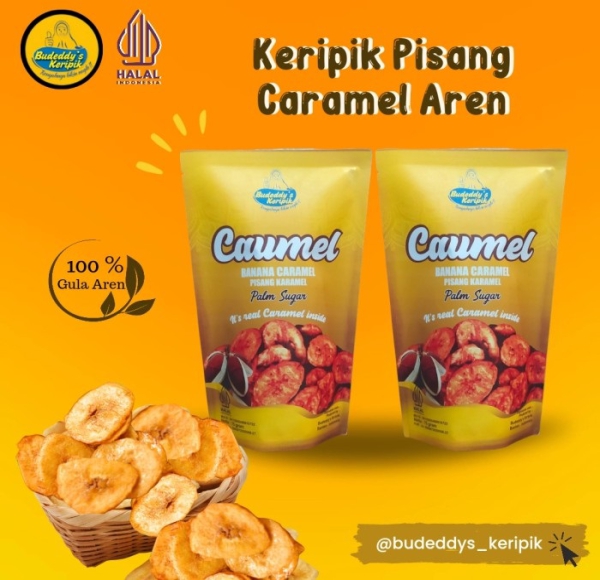 Budeddy's
Keripik
HALAL
INDONESIA
Keripik Pisang
Caramel Aren
100 %
Gula Aren
Budeddy's
Keripik
Caumel
BANANA CARAMEL
PISANG KARAMEL
Palm Sugar
It's real Caramel inside
Budeddy's
Keripik
Caumel
BANANA CARAMEL
PISANG KARAMEL
Palm Sugar
It's real Caramel inside
@budeddys_keripik